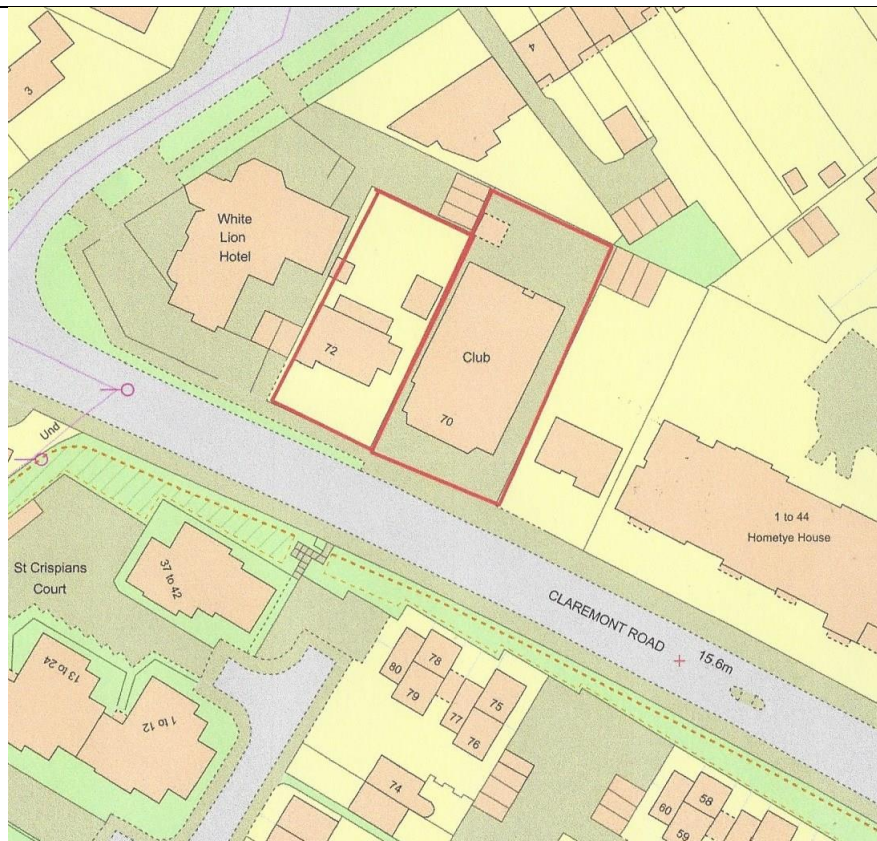 3
4
White
Lion
Hotel
72
Club
70
Und
1 to 44
Hometye House
St Crispians
Court
37 to 42
CLAREMONT ROAD
15.6m
13 to 24
1 to 12
80
78
79
77
75
76
74
60
58
59